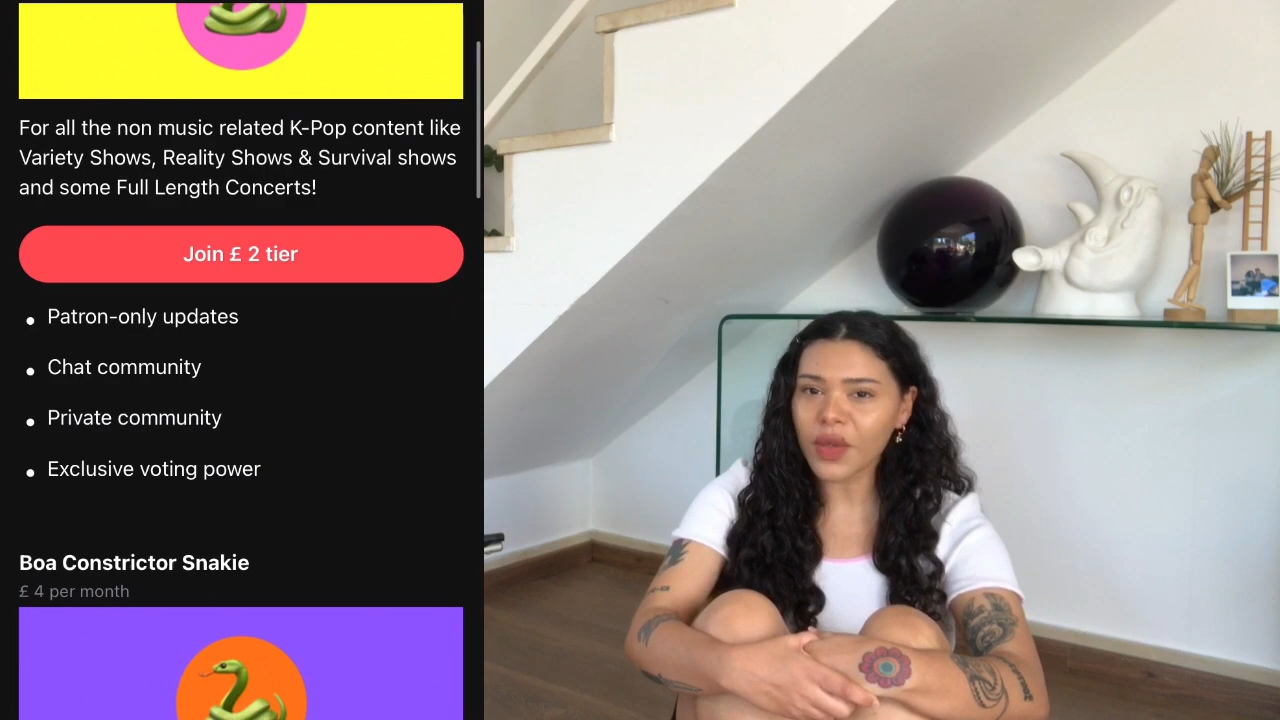 For all the non music related K-Pop content like
Variety Shows, Reality Shows & Survival shows
and some Full Length Concerts!
Join £ 2 tier
• Patron-only updates
• Chat community
• Private community
• Exclusive voting power
Boa Constrictor Snakie
£ 4 per month